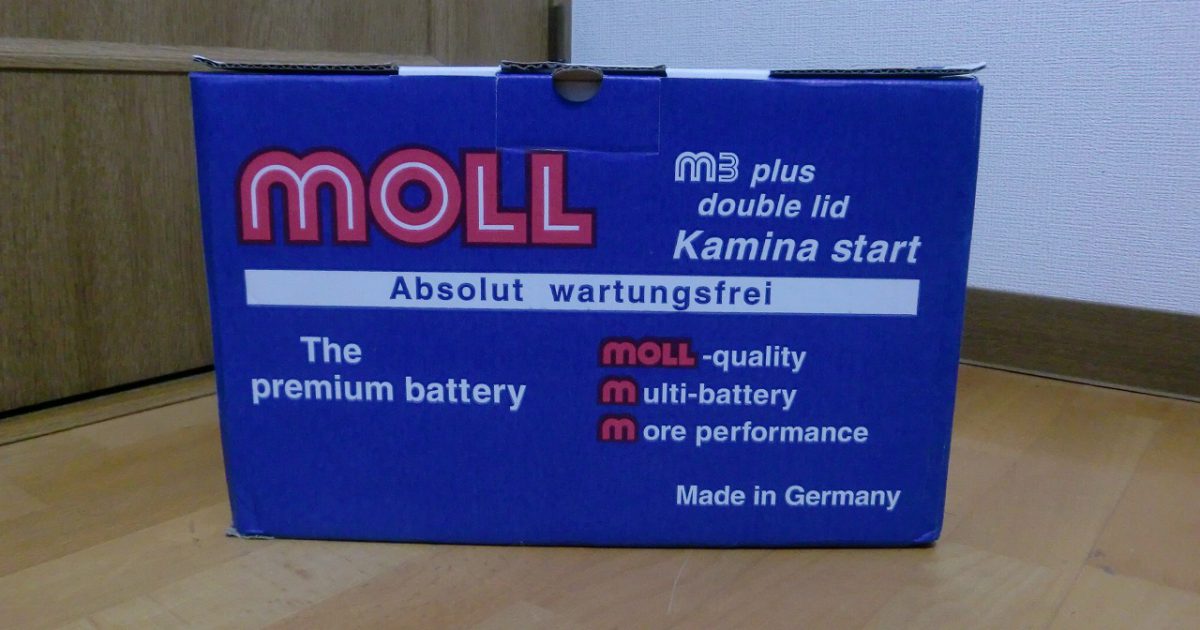 moll
m3 plus
double lid
Kamina start
Absolut wartungsfrei
The
premium battery
moll-quality
multi-battery
more performance
Made in Germany